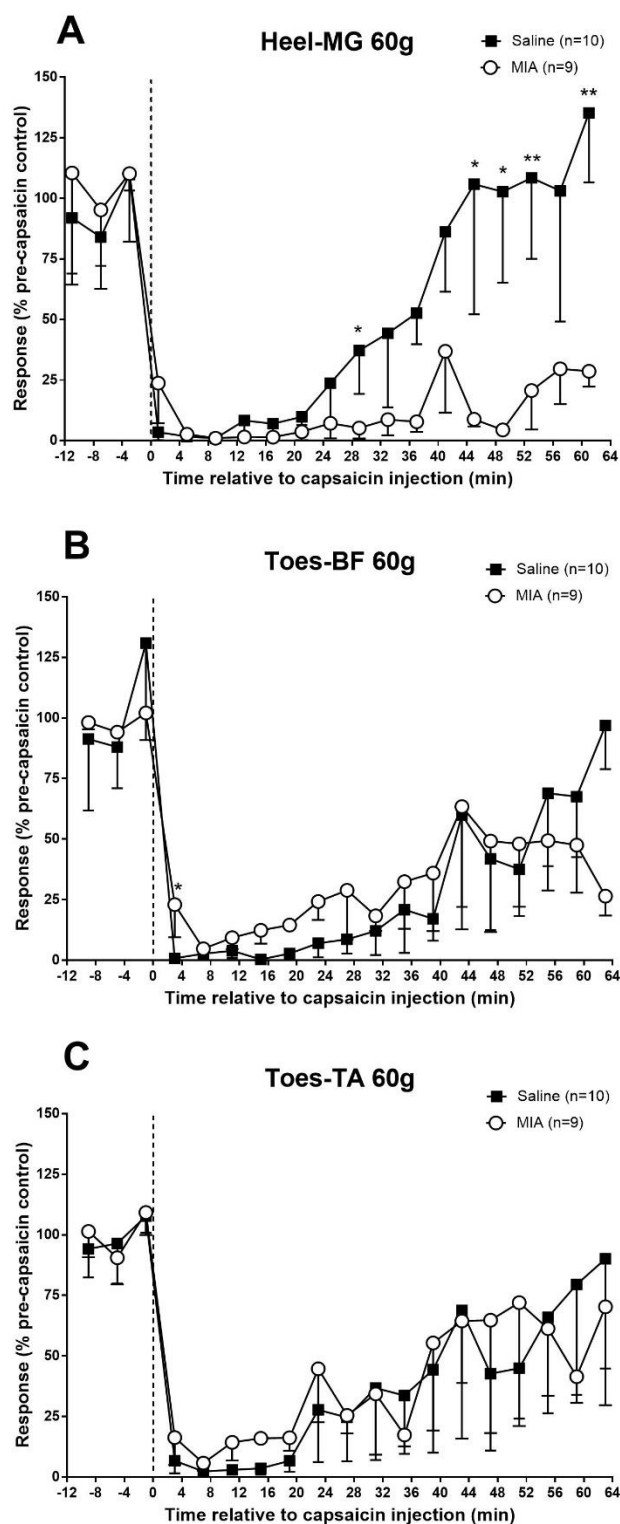 A
Heel-MG 60g
Saline (n=10)
MIA (n=9)
Response (% pre-capsaicin control)
150
125
100
75
50
25
0
* * * ** **
-12 -8 -4 0 4 8 12 16 20 24 28 32 36 40 44 48 52 56 60 64
Time relative to capsaicin injection (min)
B
Toes-BF 60g
Saline (n=10)
MIA (n=9)
Response (% pre-capsaicin control)
150
125
100
75
50
25
0
*
-12 -8 -4 0 4 8 12 16 20 24 28 32 36 40 44 48 52 56 60 64
Time relative to capsaicin injection (min)
C
Toes-TA 60g
Saline (n=10)
MIA (n=9)
Response (% pre-capsaicin control)
150
125
100
75
50
25
0
-12 -8 -4 0 4 8 12 16 20 24 28 32 36 40 44 48 52 56 60 64
Time relative to capsaicin injection (min)